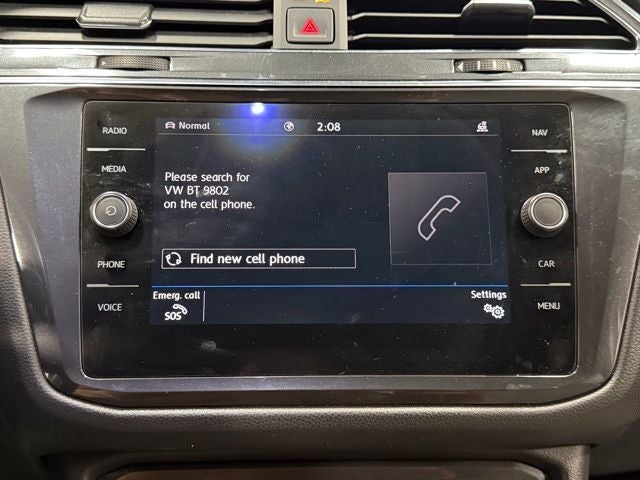 RADIO
MEDIA
PHONE
VOICE
Normal
2:08
Please search for
VW BT 9802
on the cell phone.
Find new cell phone
Emerg. call
SOS
Settings
NAV
APP
CAR
MENU